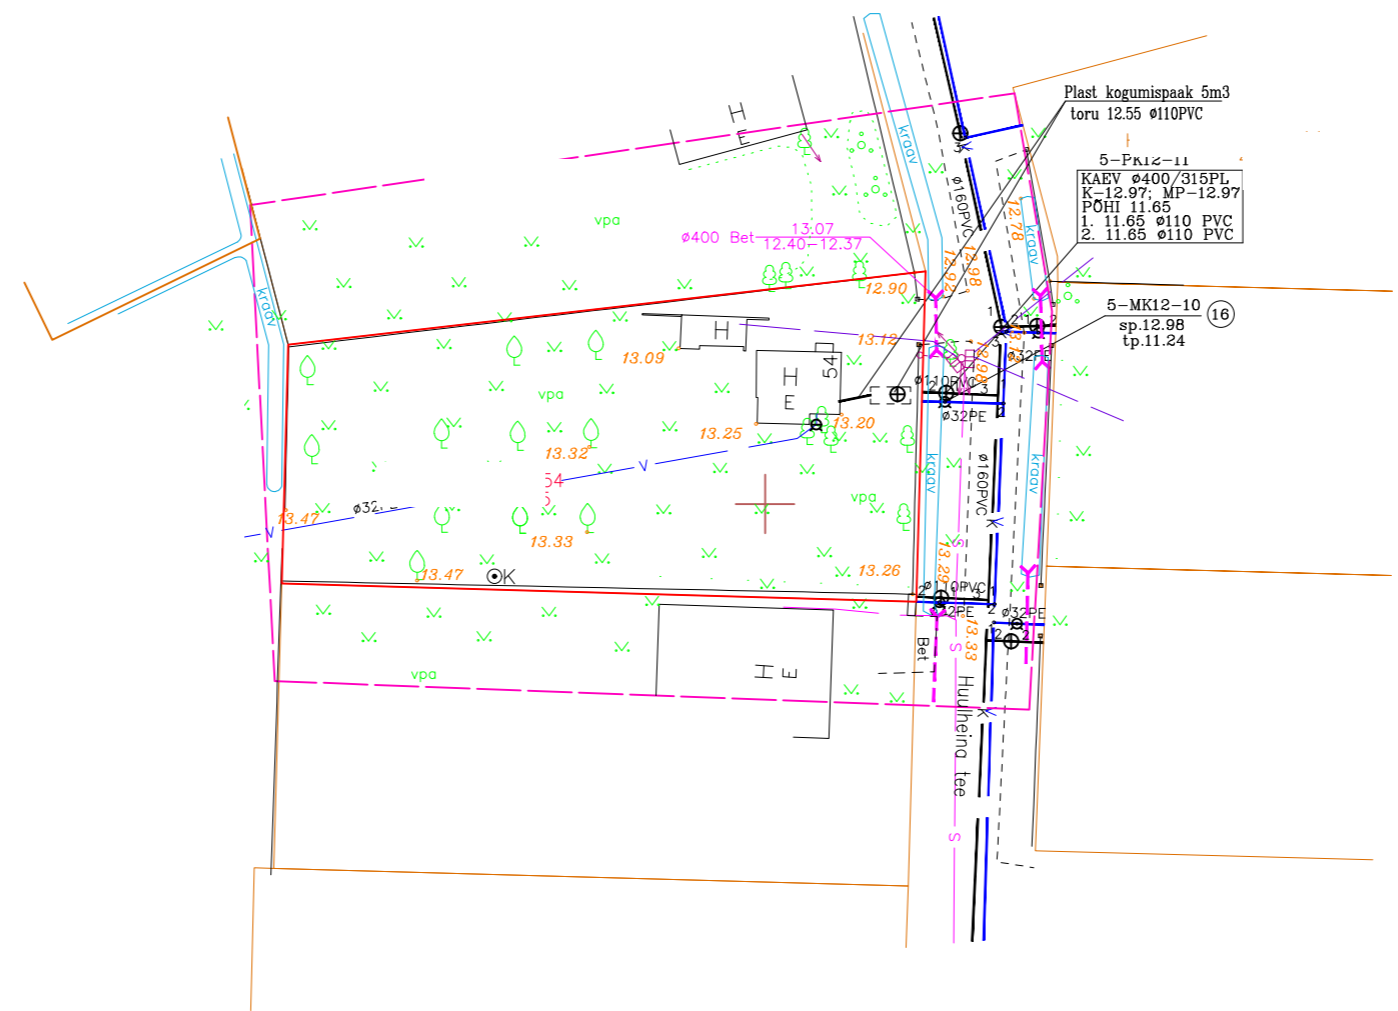 Plast kogumispaak 5m3
toru 12.55 ø110PVC
5-PK12-11
KAEV ø400/315PL
K-12.97; MP-12.97
PÕHI 11.65
1. 11.65 ø110 PVC
2. 11.65 ø110 PVC
5-MK12-10
16
sp.12.98
tp.11.24
H
E
kraav
K
ø160PVC
12.78
kraav
vpa
ø400 Bet
13.07
12.40-12.37
12.92
12.98
12.90
kraav
H
13.12
13.09
54
H
E
12.98
ø32PE
ø110PVC
ø32PE
vpa
13.25
13.20
13.32
V
54
vpa
kraav
ø160PVC
kraav
V
13.47
K
S
13.33
13.26
13.29
13.47
K
ø110PVC
ø32PE
ø32PE
13.33
S
Bet
vpa
H
E
K
Huulheina tee
S